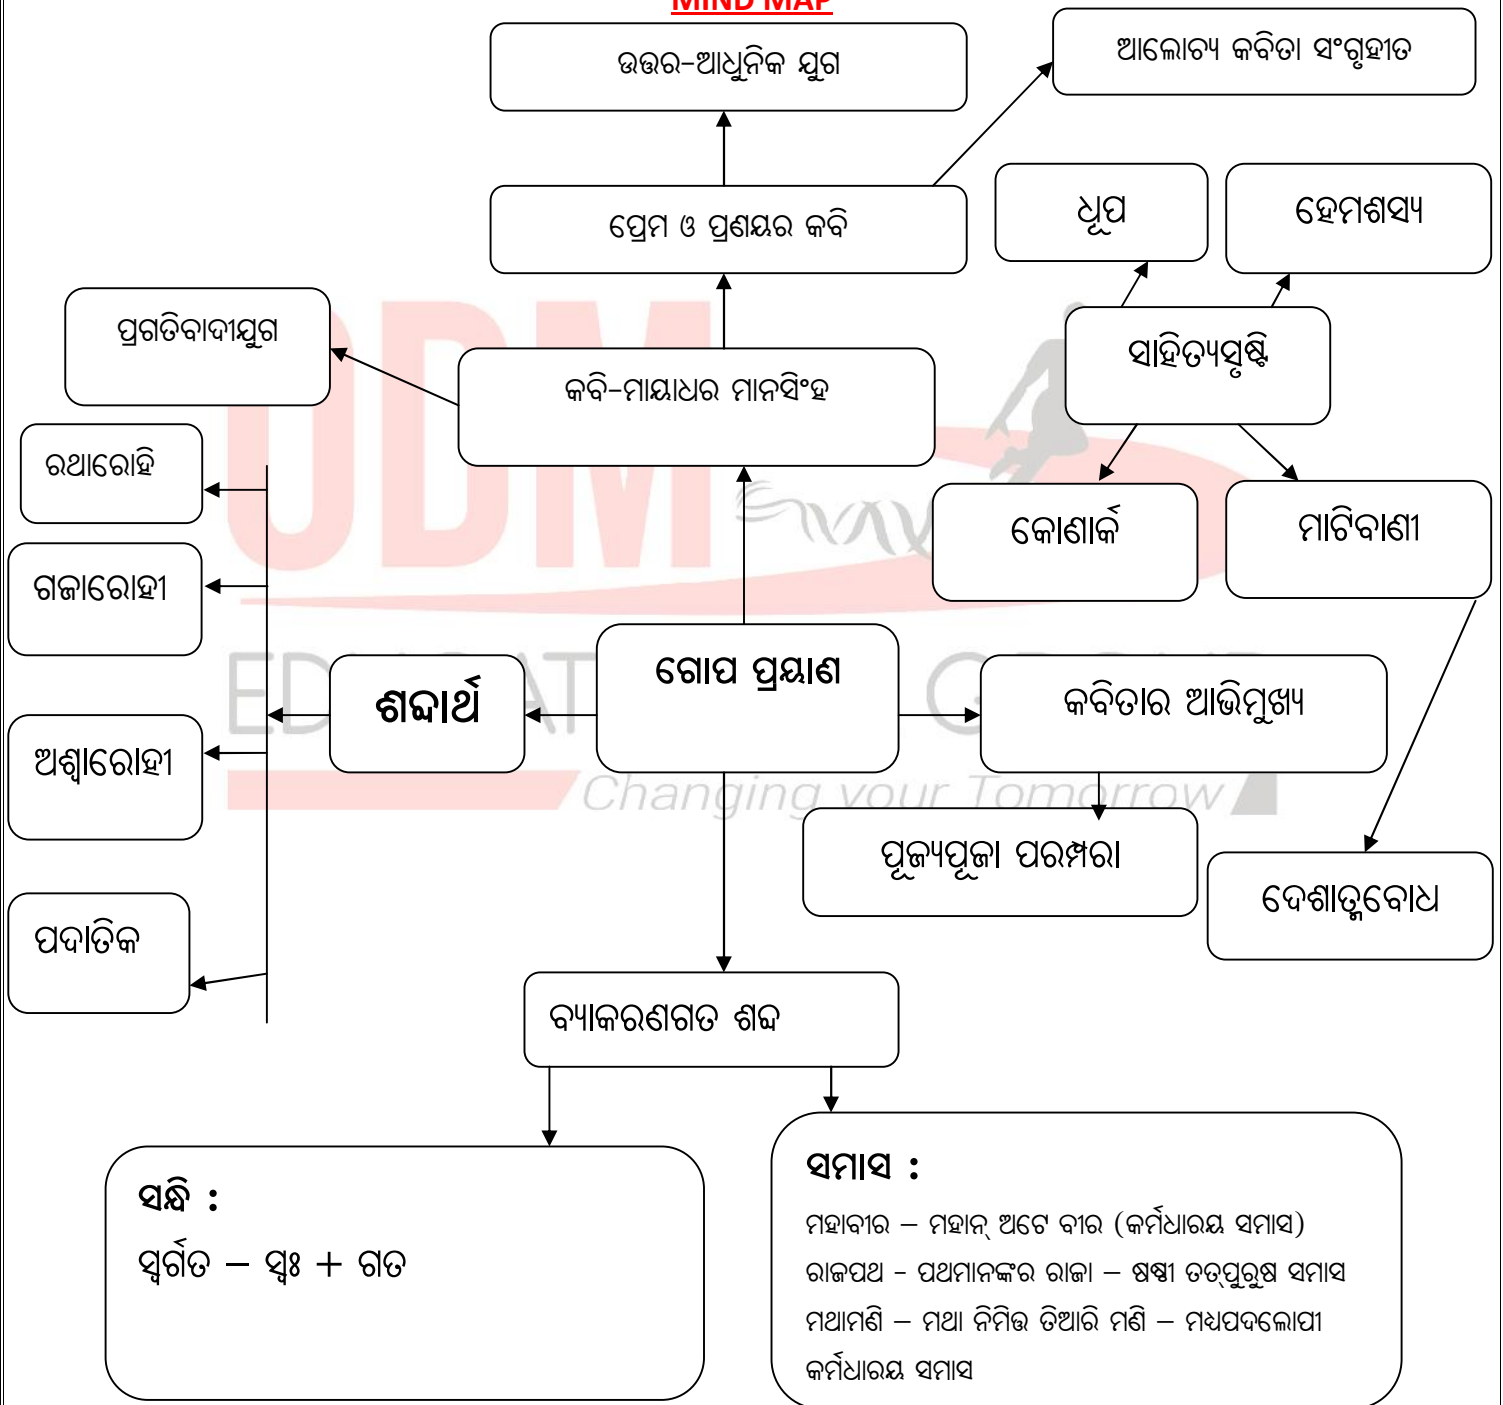 MIND MAP
ଉତ୍ତର-ଆଧୁନିକ ଯୁଗ
ଆଲୋଚ୍ୟ କବିତା ସଂଗୃହୀତ
ପ୍ରେମ ଓ ପ୍ରଣୟର କବି
ଧୂପ
ହେମଶସ୍ୟ
ପ୍ରଗତିବାଦୀଯୁଗ
କବି-ମାୟାଧର ମାନସିଂହ
ସାହିତ୍ୟସୃଷ୍ଟି
ରଥାରୋହି
କୋଣାର୍କ
ମାଟିବାଣୀ
ଗଜାରୋହୀ
ଶବ୍ଦାର୍ଥ
ଗୋପ ପ୍ରୟାଣ
କବିତାର ଆଭିମୁଖ୍ୟ
ଅଶ୍ୱାରୋହୀ
Changing your Tomorrow
ପୂଜ୍ୟପୂଜା ପରମ୍ପରା
ଦେଶାତ୍ମବୋଧ
ପଦାତିକ
ବ୍ୟାକରଣଗତ ଶବ୍ଦ
ସନ୍ଧି :
ସ୍ୱର୍ଗତ – ସ୍ୱଃ + ଗତ
ସମାସ :
ମହାବୀର – ମହାନ୍ ଅଟେ ବୀର (କର୍ମଧାରୟ ସମାସ)
ରାଜପଥ - ପଥମାନଙ୍କର ରାଜା – ଷଷ୍ଠୀ ତତ୍ପୁରୁଷ ସମାସ
ମଥାମଣି – ମଥା ନିମିତ୍ତ ତିଆରି ମଣି – ମଧ୍ୟପଦଲୋପୀ
କର୍ମଧାରୟ ସମାସ
ODM